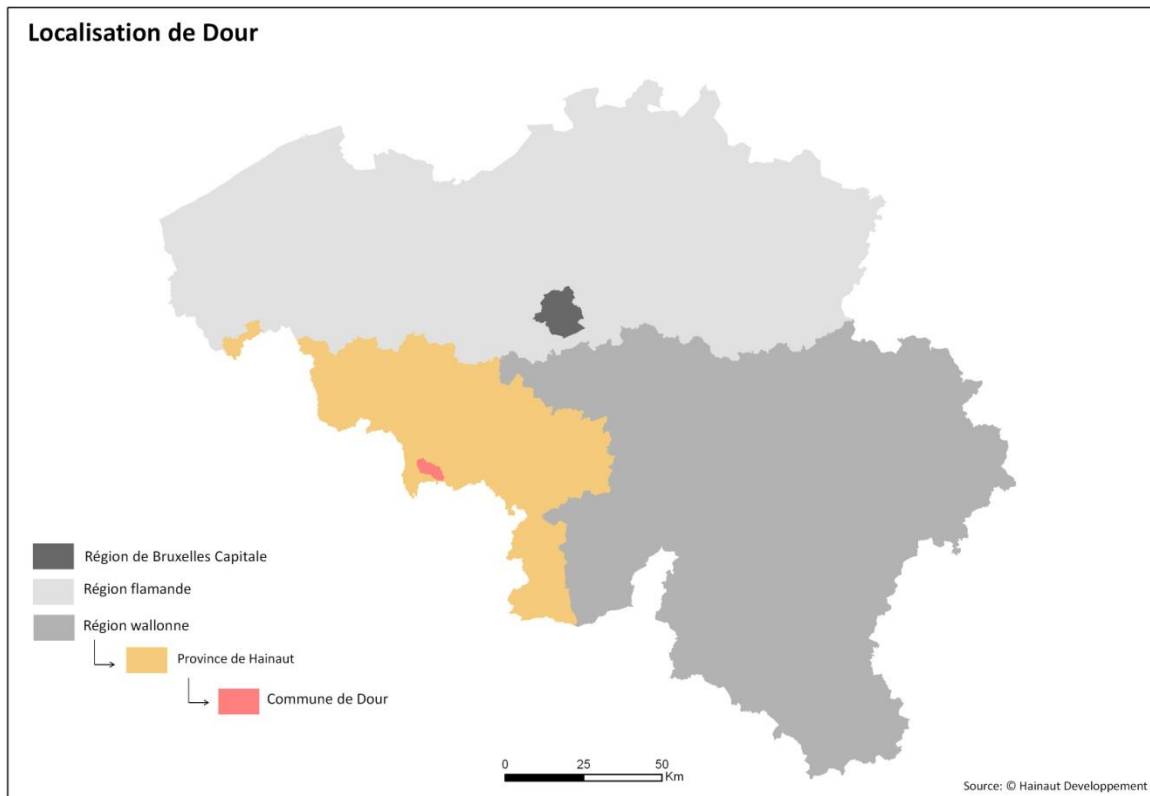 Localisation de Dour
Région de Bruxelles Capitale
Région flamande
Région wallonne
Province de Hainaut
Commune de Dour
0 25 50
Km
Source: © Hainaut Developpement